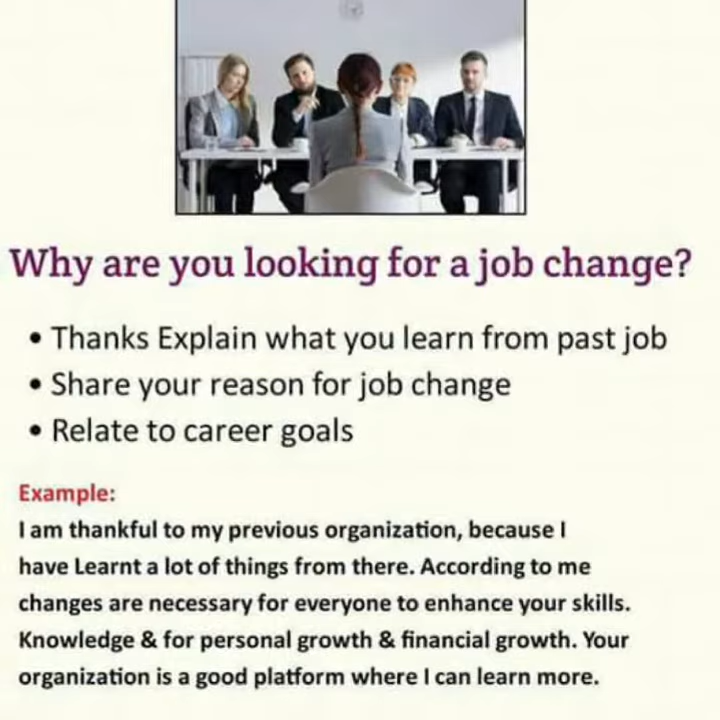 Why are you looking for a job change?
• Thanks Explain what you learn from past job
• Share your reason for job change
• Relate to career goals
Example:
I am thankful to my previous organization, because I
have Learnt a lot of things from there. According to me
changes are necessary for everyone to enhance your skills.
Knowledge & for personal growth & financial growth. Your
organization is a good platform where I can learn more.